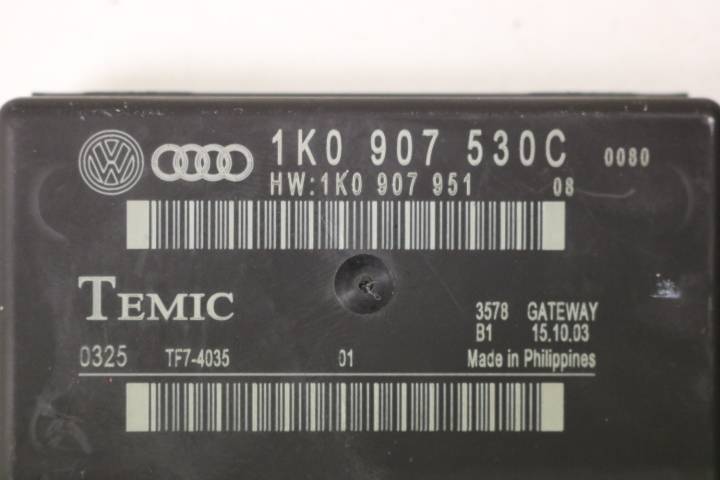 1K0 907 530C 0080
HW:1K0 907 951 08
TEMIC
3578 GATEWAY
B1 15.10.03
0325 TF7-4035 01 Made in Philippines